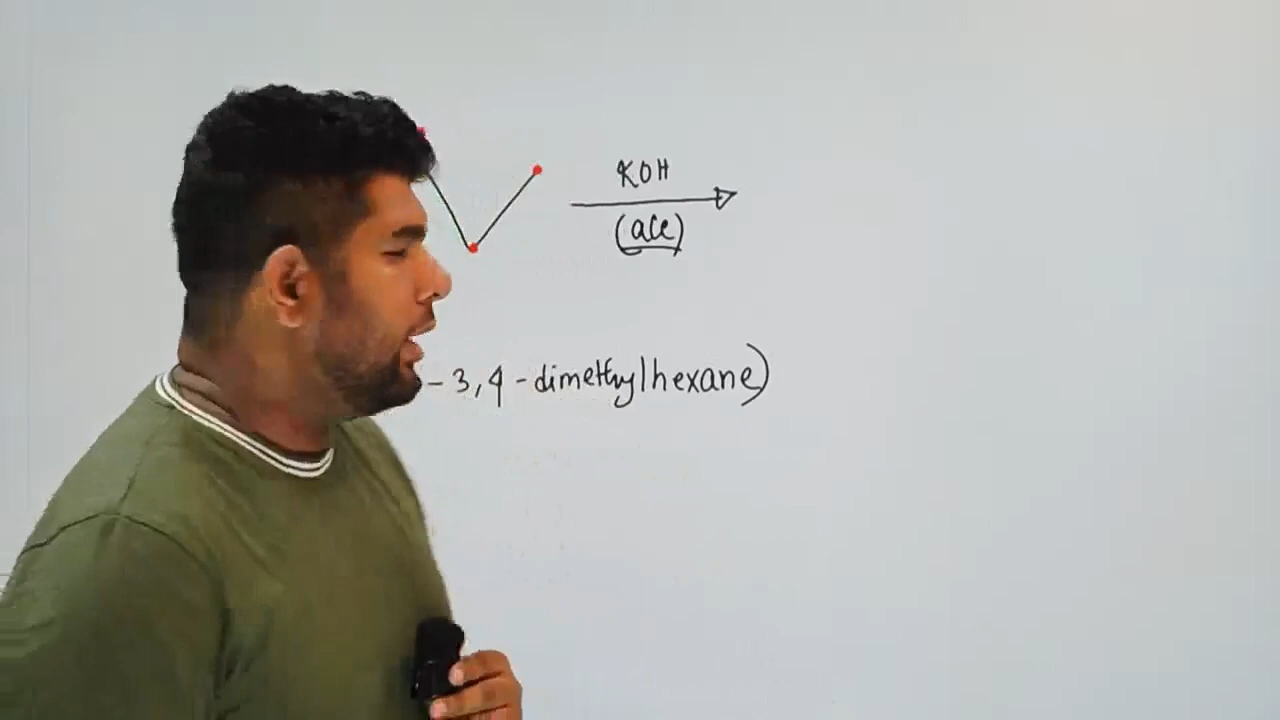 KOH
(alc)
- 3,4 - dimethylhexane)